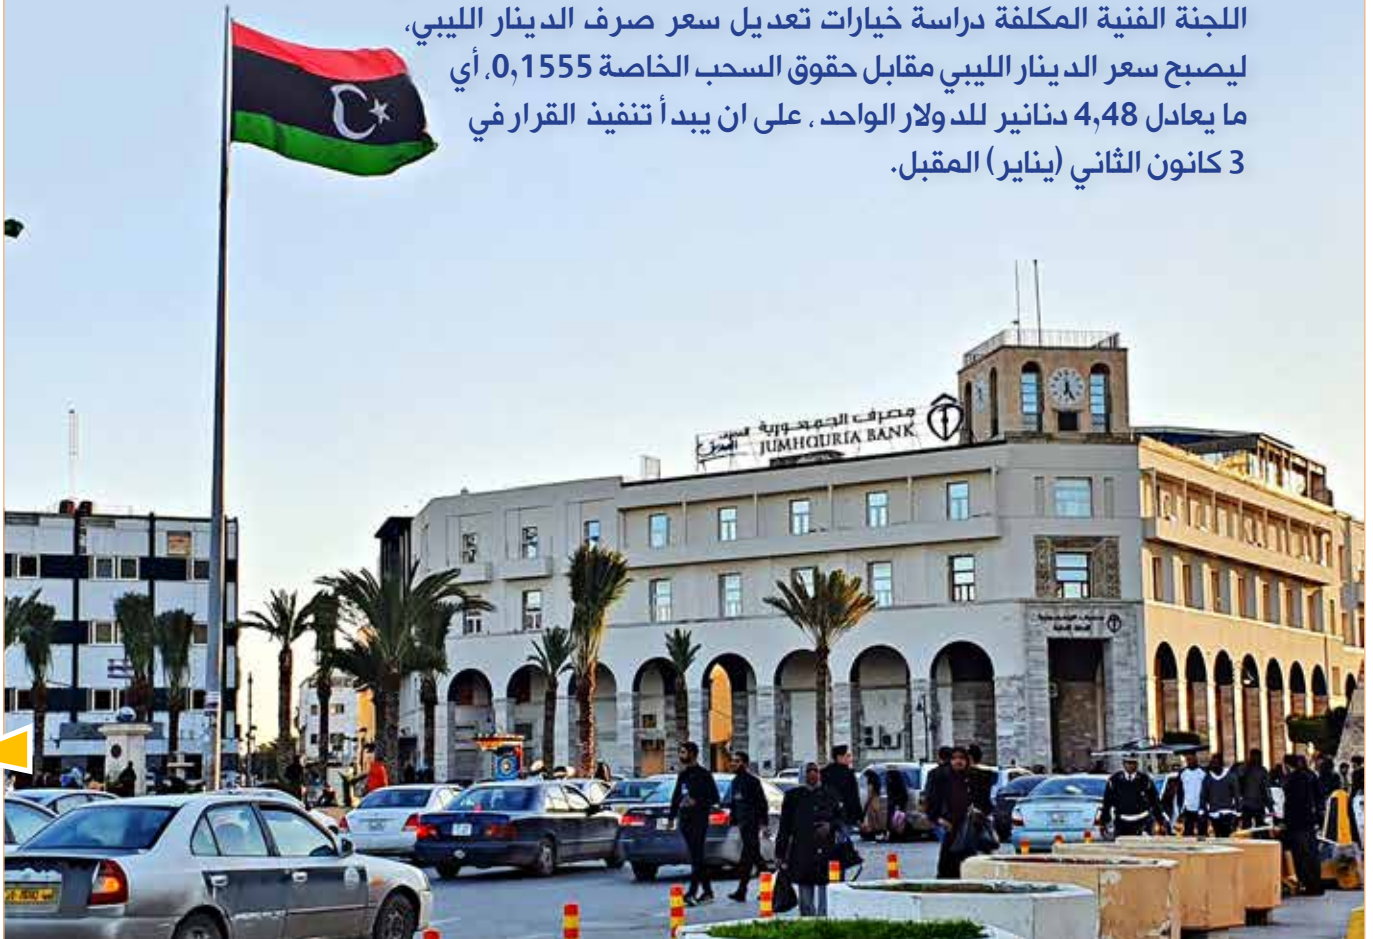 اللجنة الفنية المكلفة دراسة خيارات تعديل سعر صرف الدينار الليبي،
ليصبح سعر الدينار الليبي مقابل حقوق السحب الخاصة 0,1555، أي
ما يعادل 4,48 دنانير للدولار الواحد، على ان يبدأ تنفيذ القرار في
3 كانون الثاني (يناير) المقبل.
مصرف الجمهورية
JUMHOURIA BANK